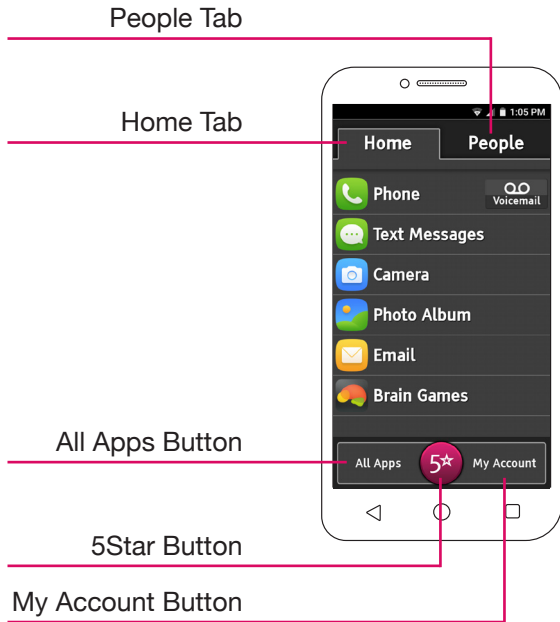 People Tab
Home Tab
1:05 PM
Home People
Phone
Voicemail
Text Messages
Camera
Photo Album
Email
Brain Games
All Apps Button
All Apps 5☆ My Account
5Star Button
My Account Button